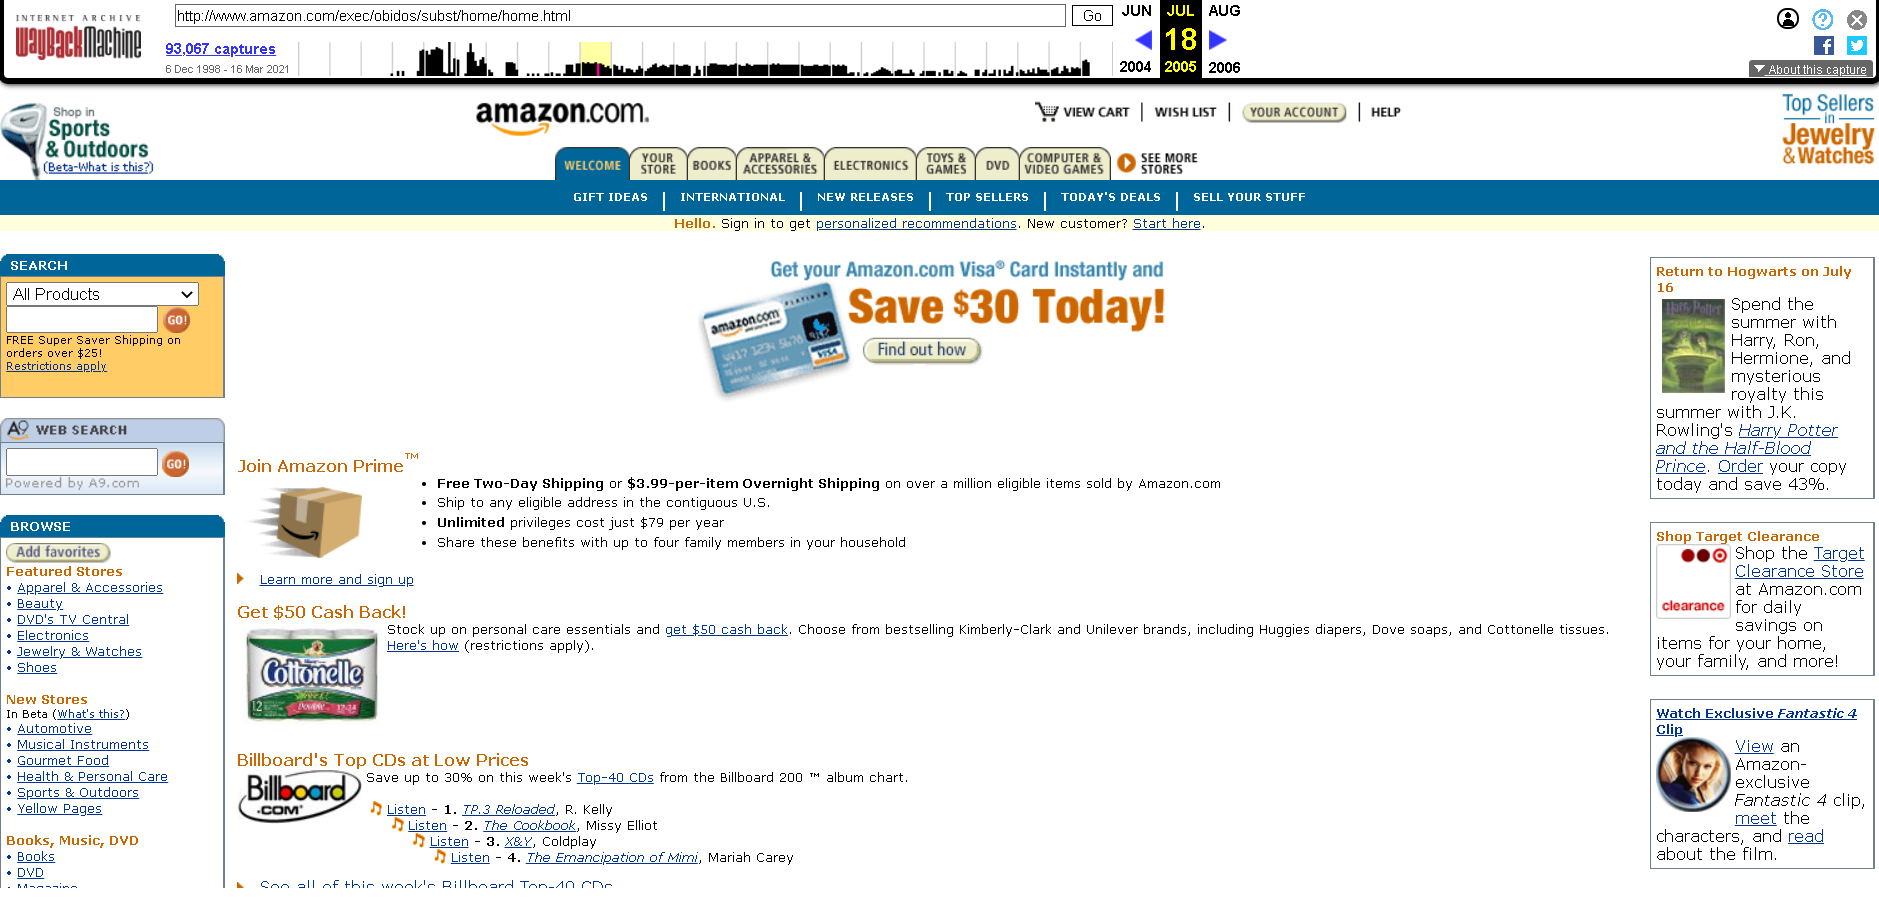 INTERNET ARCHIVE
WayBackMachine
http://www.amazon.com/exec/obidos/subst/home/home.html
Go
93,067 captures
6 Dec 1998 - 16 Mar 2021
JUN JUL AUG
18
2004 2005 2006
About this capture
Shop in
Sports
& Outdoors
(Beta-What is this?)
amazon.com.
VIEW CART
WISH LIST
YOUR ACCOUNT
HELP
Top Sellers
in
Jewelry
& Watches
WELCOME
YOUR STORE
BOOKS
APPAREL & ACCESSORIES
ELECTRONICS
TOYS & GAMES
DVD
COMPUTER & VIDEO GAMES
SEE MORE STORES
GIFT IDEAS
INTERNATIONAL
NEW RELEASES
TOP SELLERS
TODAY'S DEALS
SELL YOUR STUFF
Hello. Sign in to get personalized recommendations. New customer? Start here.
SEARCH
All Products
GO!
FREE Super Saver Shipping on
orders over $25!
Restrictions apply
A9 WEB SEARCH
GO!
Powered by A9.com
BROWSE
Add favorites
Featured Stores
• Apparel & Accessories
• Beauty
• DVD's TV Central
• Electronics
• Jewelry & Watches
• Shoes
New Stores
In Beta (What's this?)
• Automotive
• Musical Instruments
• Gourmet Food
• Health & Personal Care
• Sports & Outdoors
• Yellow Pages
Books, Music, DVD
• Books
• DVD
• Magazine
Get your Amazon.com Visa® Card Instantly and
Save $30 Today!
Find out how
PLATINUM
amazon.com
VISA
Join Amazon Prime™
• Free Two-Day Shipping or $3.99-per-item Overnight Shipping on over a million eligible items sold by Amazon.com
• Ship to any eligible address in the contiguous U.S.
• Unlimited privileges cost just $79 per year
• Share these benefits with up to four family members in your household
Learn more and sign up
Get $50 Cash Back!
Cottonelle
Double
12
Stock up on personal care essentials and get $50 cash back. Choose from bestselling Kimberly-Clark and Unilever brands, including Huggies diapers, Dove soaps, and Cottonelle tissues.
Here's how (restrictions apply).
Billboard's Top CDs at Low Prices
Billboard
.COM
Save up to 30% on this week's Top-40 CDs from the Billboard 200 ™ album chart.
Listen - 1. TP.3 Reloaded, R. Kelly
Listen - 2. The Cookbook, Missy Elliot
Listen - 3. X&Y, Coldplay
Listen - 4. The Emancipation of Mimi, Mariah Carey
See all of this week's Billboard Top-40 CDs
Return to Hogwarts on July
16
Harry Potter
Spend the
summer with
Harry, Ron,
Hermione, and
mysterious
royalty this
summer with J.K.
Rowling's Harry Potter
and the Half-Blood
Prince. Order your copy
today and save 43%.
Shop Target Clearance
clearance
Shop the Target
Clearance Store
at Amazon.com
for daily
savings on
items for your home,
your family, and more!
Watch Exclusive Fantastic 4
Clip
View an
Amazon-
exclusive
Fantastic 4 clip,
meet the
characters, and read
about the film.